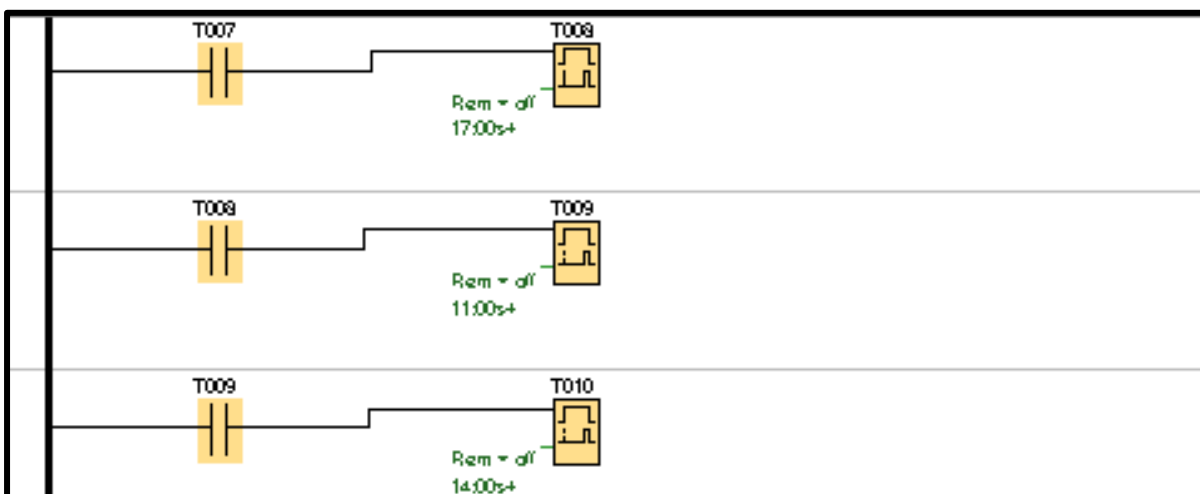 T007
T008
Rem = off
17:00s+
T008
T009
Rem = off
11:00s+
T009
T010
Rem = off
14:00s+